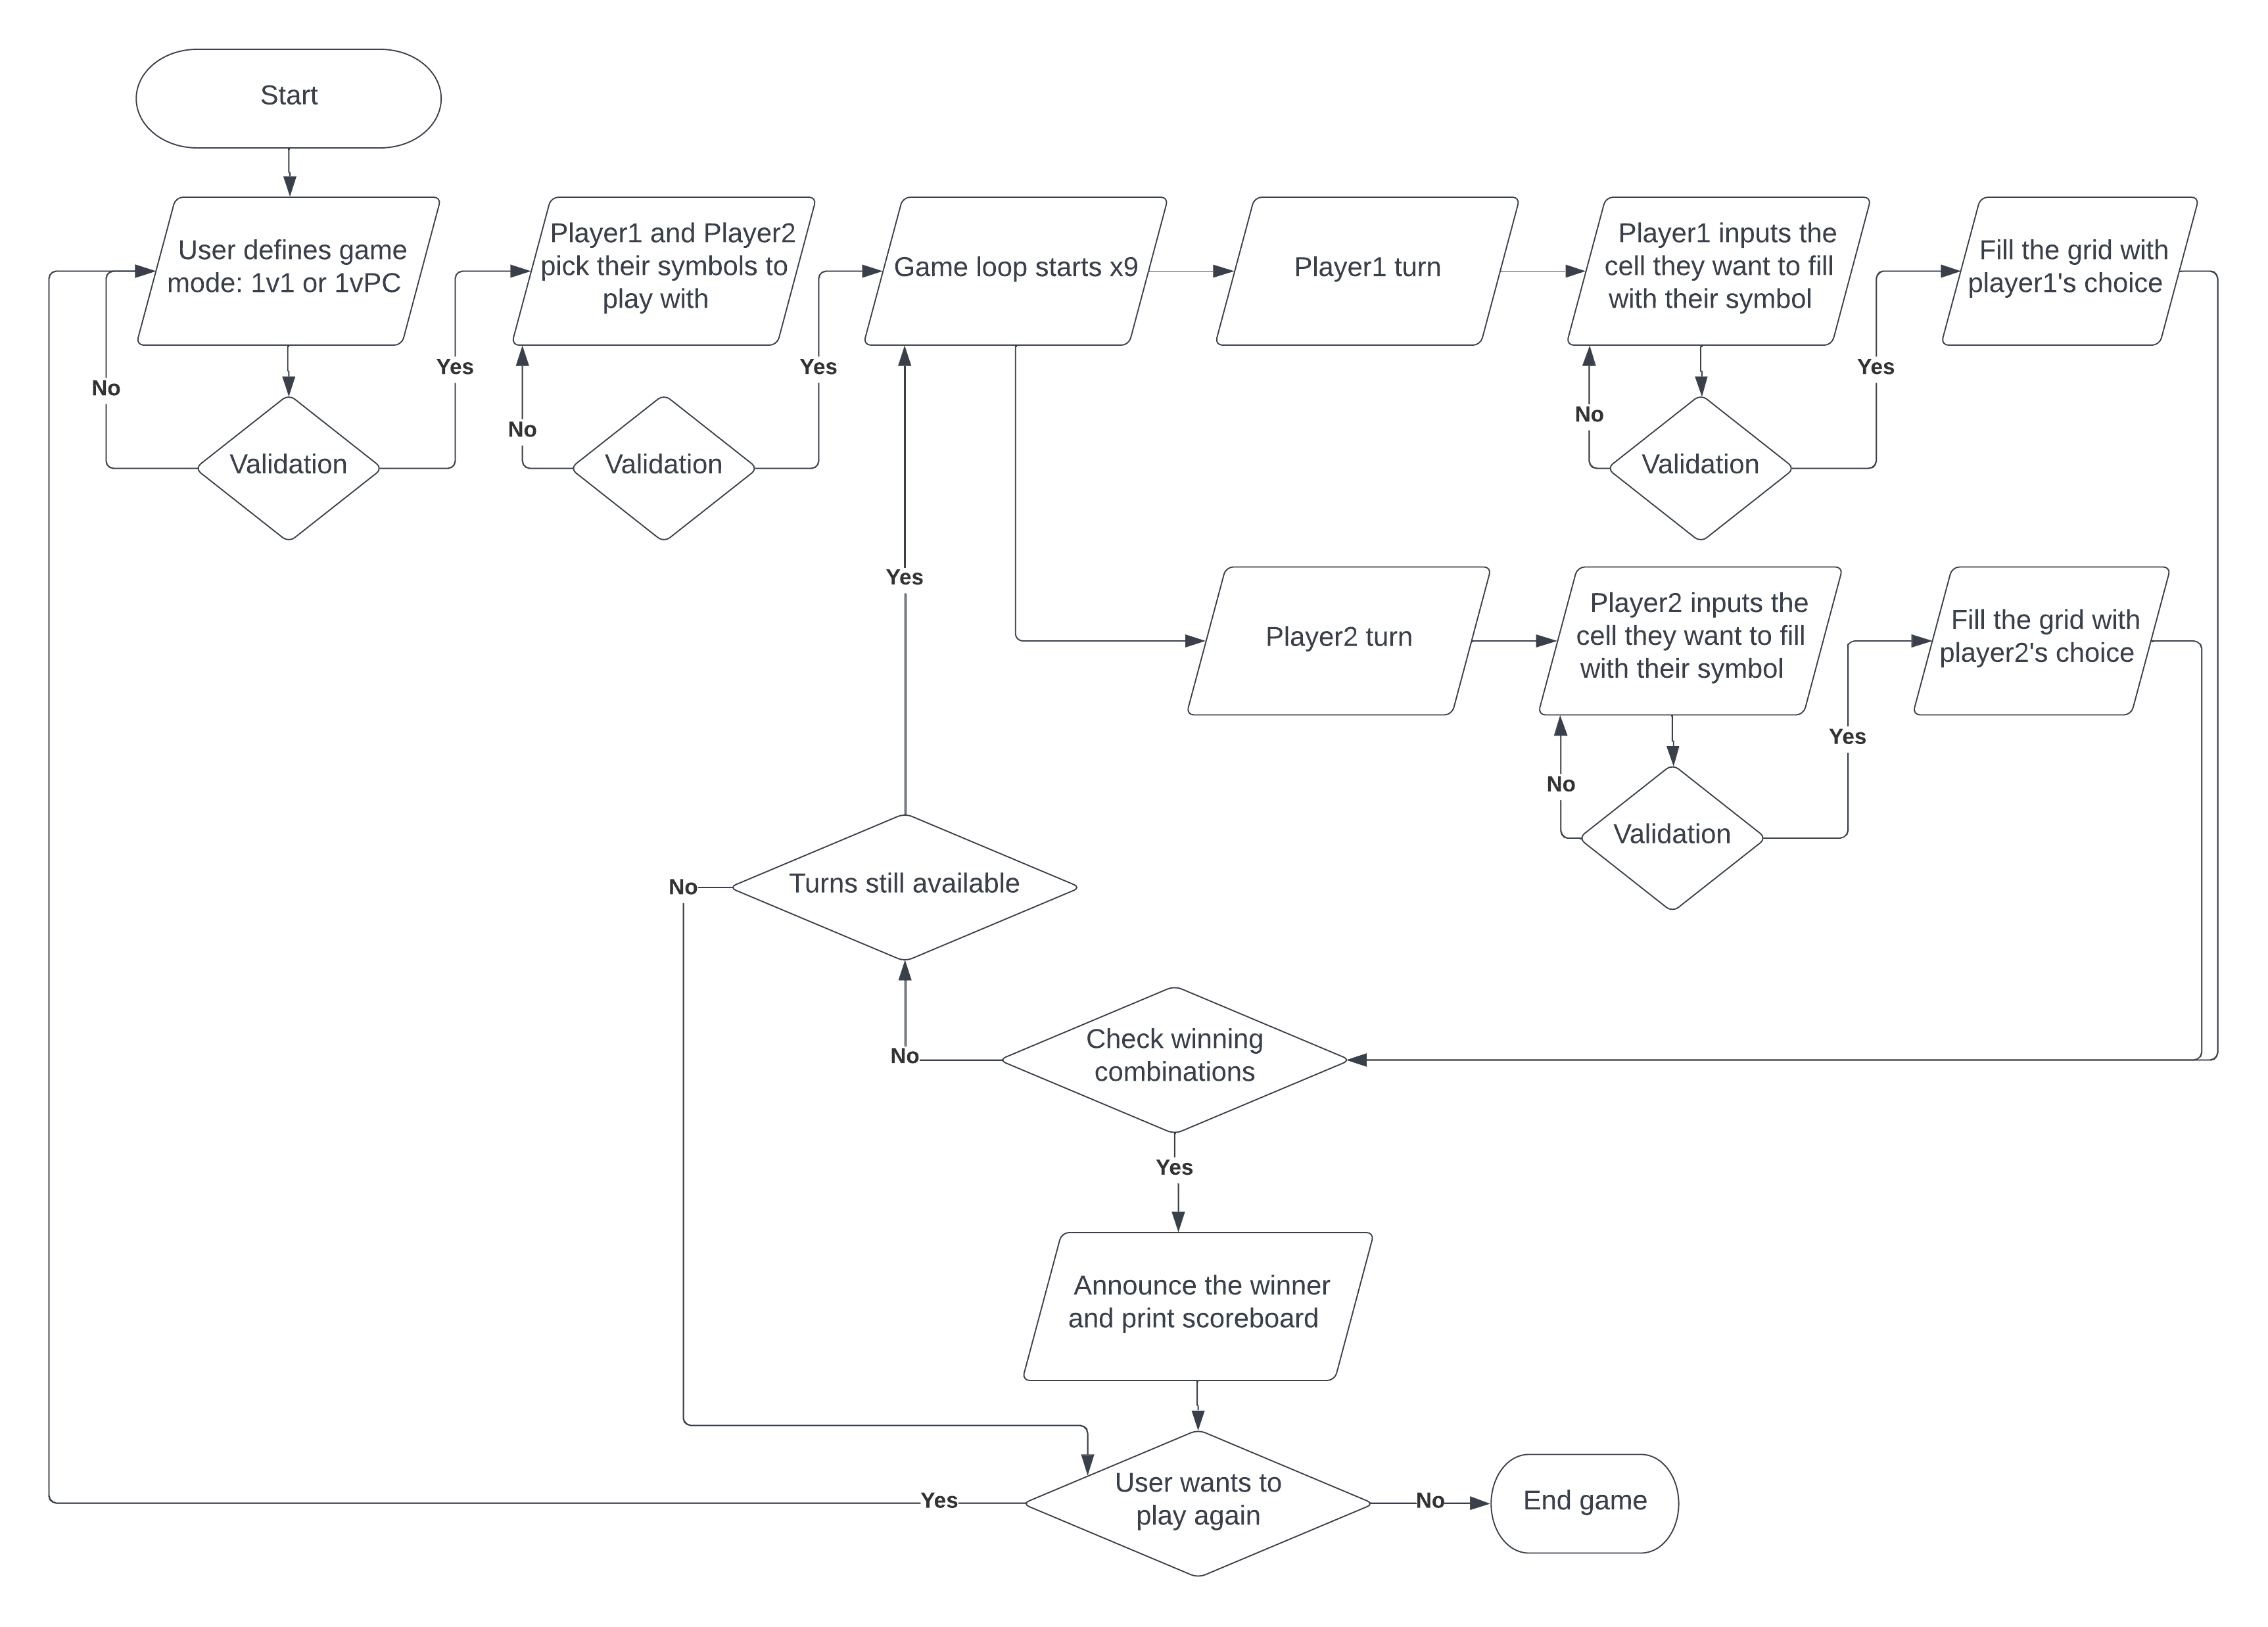 Start
User defines game
mode: 1v1 or 1vPC
No
Validation
Yes
Player1 and Player2
pick their symbols to
play with
No
Validation
Yes
Game loop starts x9
Player1 turn
Player1 inputs the
cell they want to fill
with their symbol
No
Validation
Yes
Fill the grid with
player1's choice
Player2 turn
Player2 inputs the
cell they want to fill
with their symbol
No
Validation
Yes
Fill the grid with
player2's choice
Yes
Turns still available
No
Check winning
combinations
No
Yes
Announce the winner
and print scoreboard
User wants to
play again
Yes
No
End game